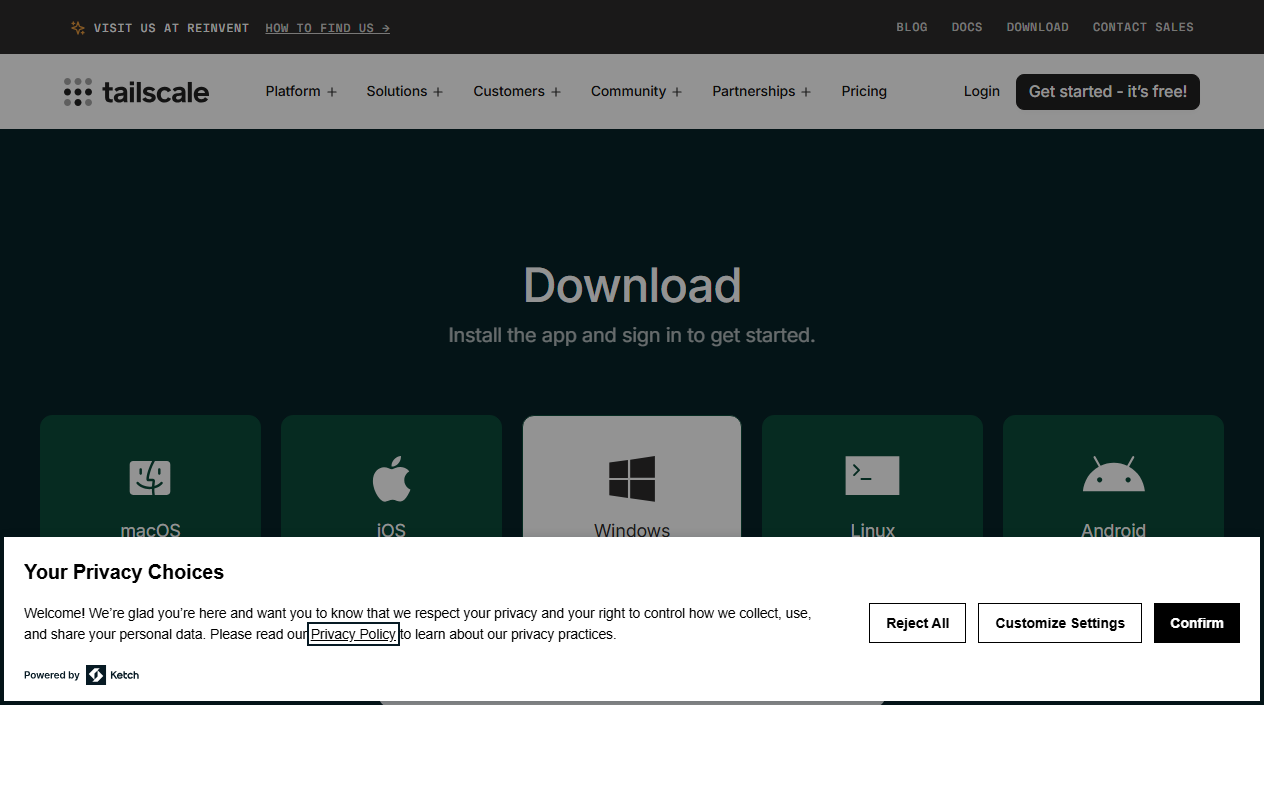 VISIT US AT REINVENT HOW TO FIND US →
BLOG DOCS DOWNLOAD CONTACT SALES
tailscale Platform + Solutions + Customers + Community + Partnerships + Pricing Login Get started - it's free!
Download
Install the app and sign in to get started.
macOS iOS Windows Linux Android
Your Privacy Choices
Welcome! We're glad you're here and want you to know that we respect your privacy and your right to control how we collect, use,
and share your personal data. Please read our Privacy Policy to learn about our privacy practices.
Reject All Customize Settings Confirm
Powered by Ketch